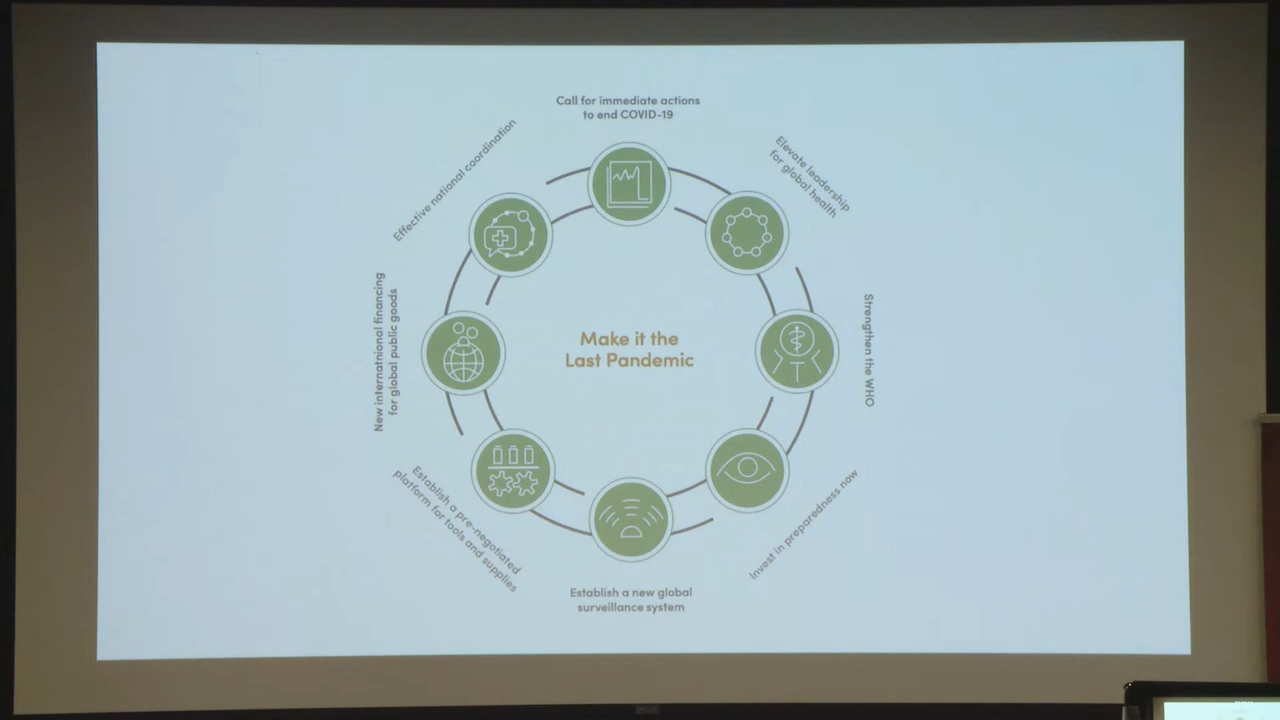 Call for immediate actions
to end COVID-19
Elevate leadership
for global health
Strengthen the WHO
Invest in preparedness now
Establish a new global
surveillance system
Establish a pre-negotiated
platform for tools and supplies
New internatnional financing
for global public goods
Effective national coordination
Make it the
Last Pandemic